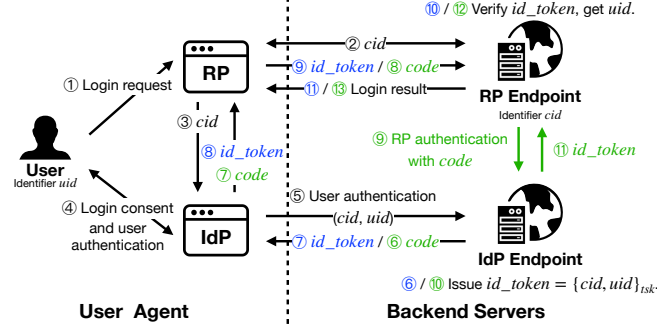 ⑩ / ⑫ Verify id_token, get uid.
② cid
RP
⑨ id_token / ⑧ code
① Login request
⑪ / ⑬ Login result
RP Endpoint
Identifier cid
③ cid
⑧ id_token
⑦ code
⑨ RP authentication
with code
⑪ id_token
User
Identifier uid
④ Login consent
and user
authentication
⑤ User authentication
(cid, uid)
IdP
⑦ id_token / ⑥ code
IdP Endpoint
⑥ / ⑩ Issue id_token = {cid, uid}tsk.
User Agent
Backend Servers